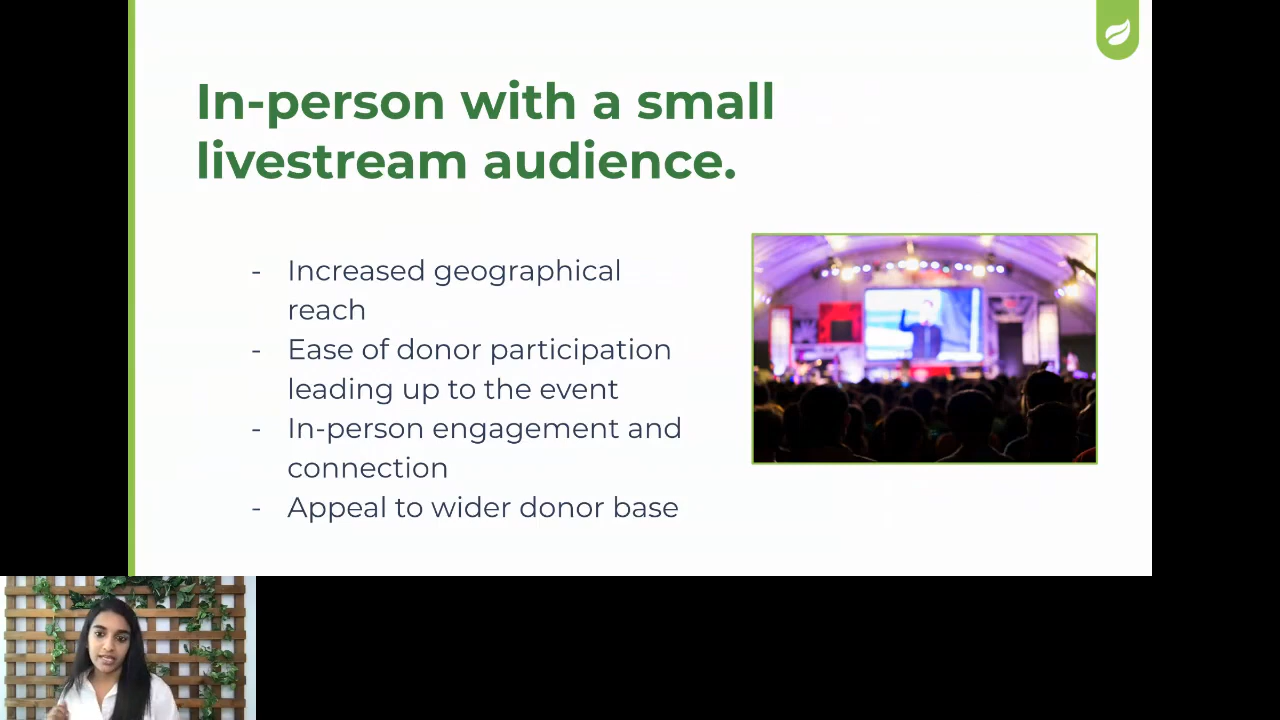 In-person with a small
livestream audience.
- Increased geographical
reach
- Ease of donor participation
leading up to the event
- In-person engagement and
connection
- Appeal to wider donor base